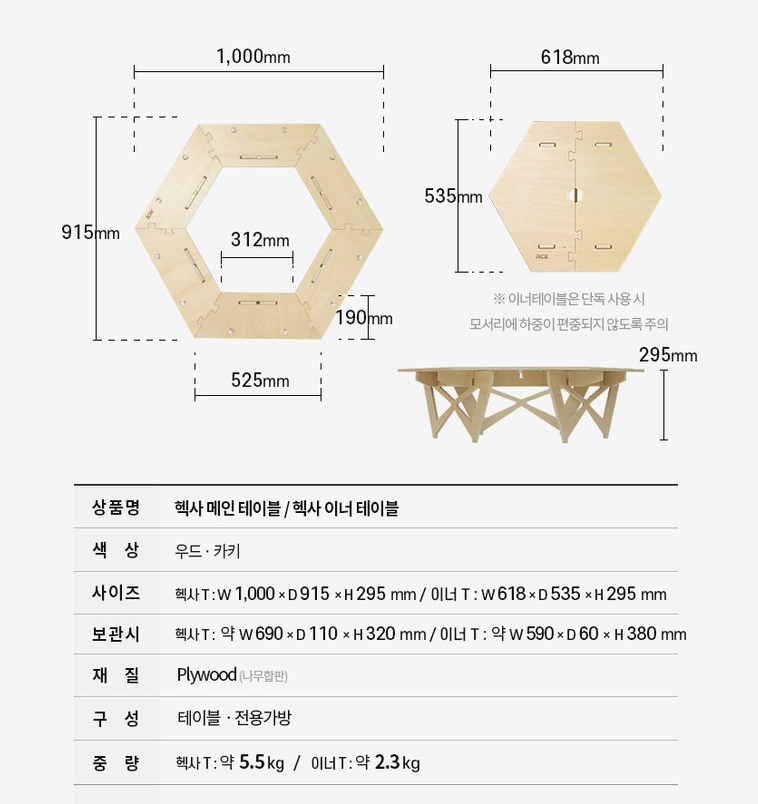 1,000mm
618mm
915mm
312mm
190mm
525mm
535mm
ACE
※ 이너테이블은 단독 사용 시
모서리에 하중이 편중되지 않도록 주의
295mm
상품명 헥사 메인 테이블 / 헥사 이너 테이블
색 상 우드 · 카키
사이즈 헥사 T : W 1,000 × D 915 × H 295 mm / 이너 T : W 618 × D 535 × H 295 mm
보관시 헥사 T : 약 W 690 × D 110 × H 320 mm / 이너 T : 약 W 590 × D 60 × H 380 mm
재 질 Plywood (나무합판)
구 성 테이블 · 전용가방
중 량 헥사 T : 약 5.5 kg / 이너 T : 약 2.3 kg